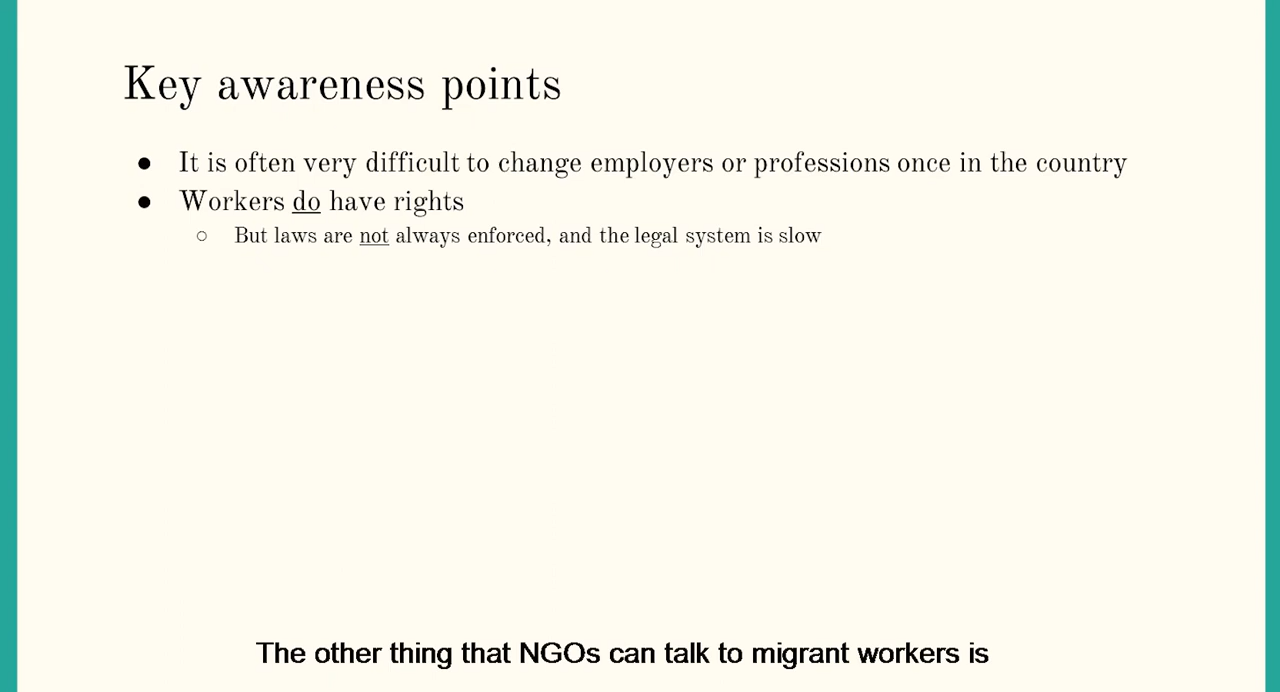 Key awareness points
● It is often very difficult to change employers or professions once in the country
● Workers do have rights
○ But laws are not always enforced, and the legal system is slow
The other thing that NGOs can talk to migrant workers is